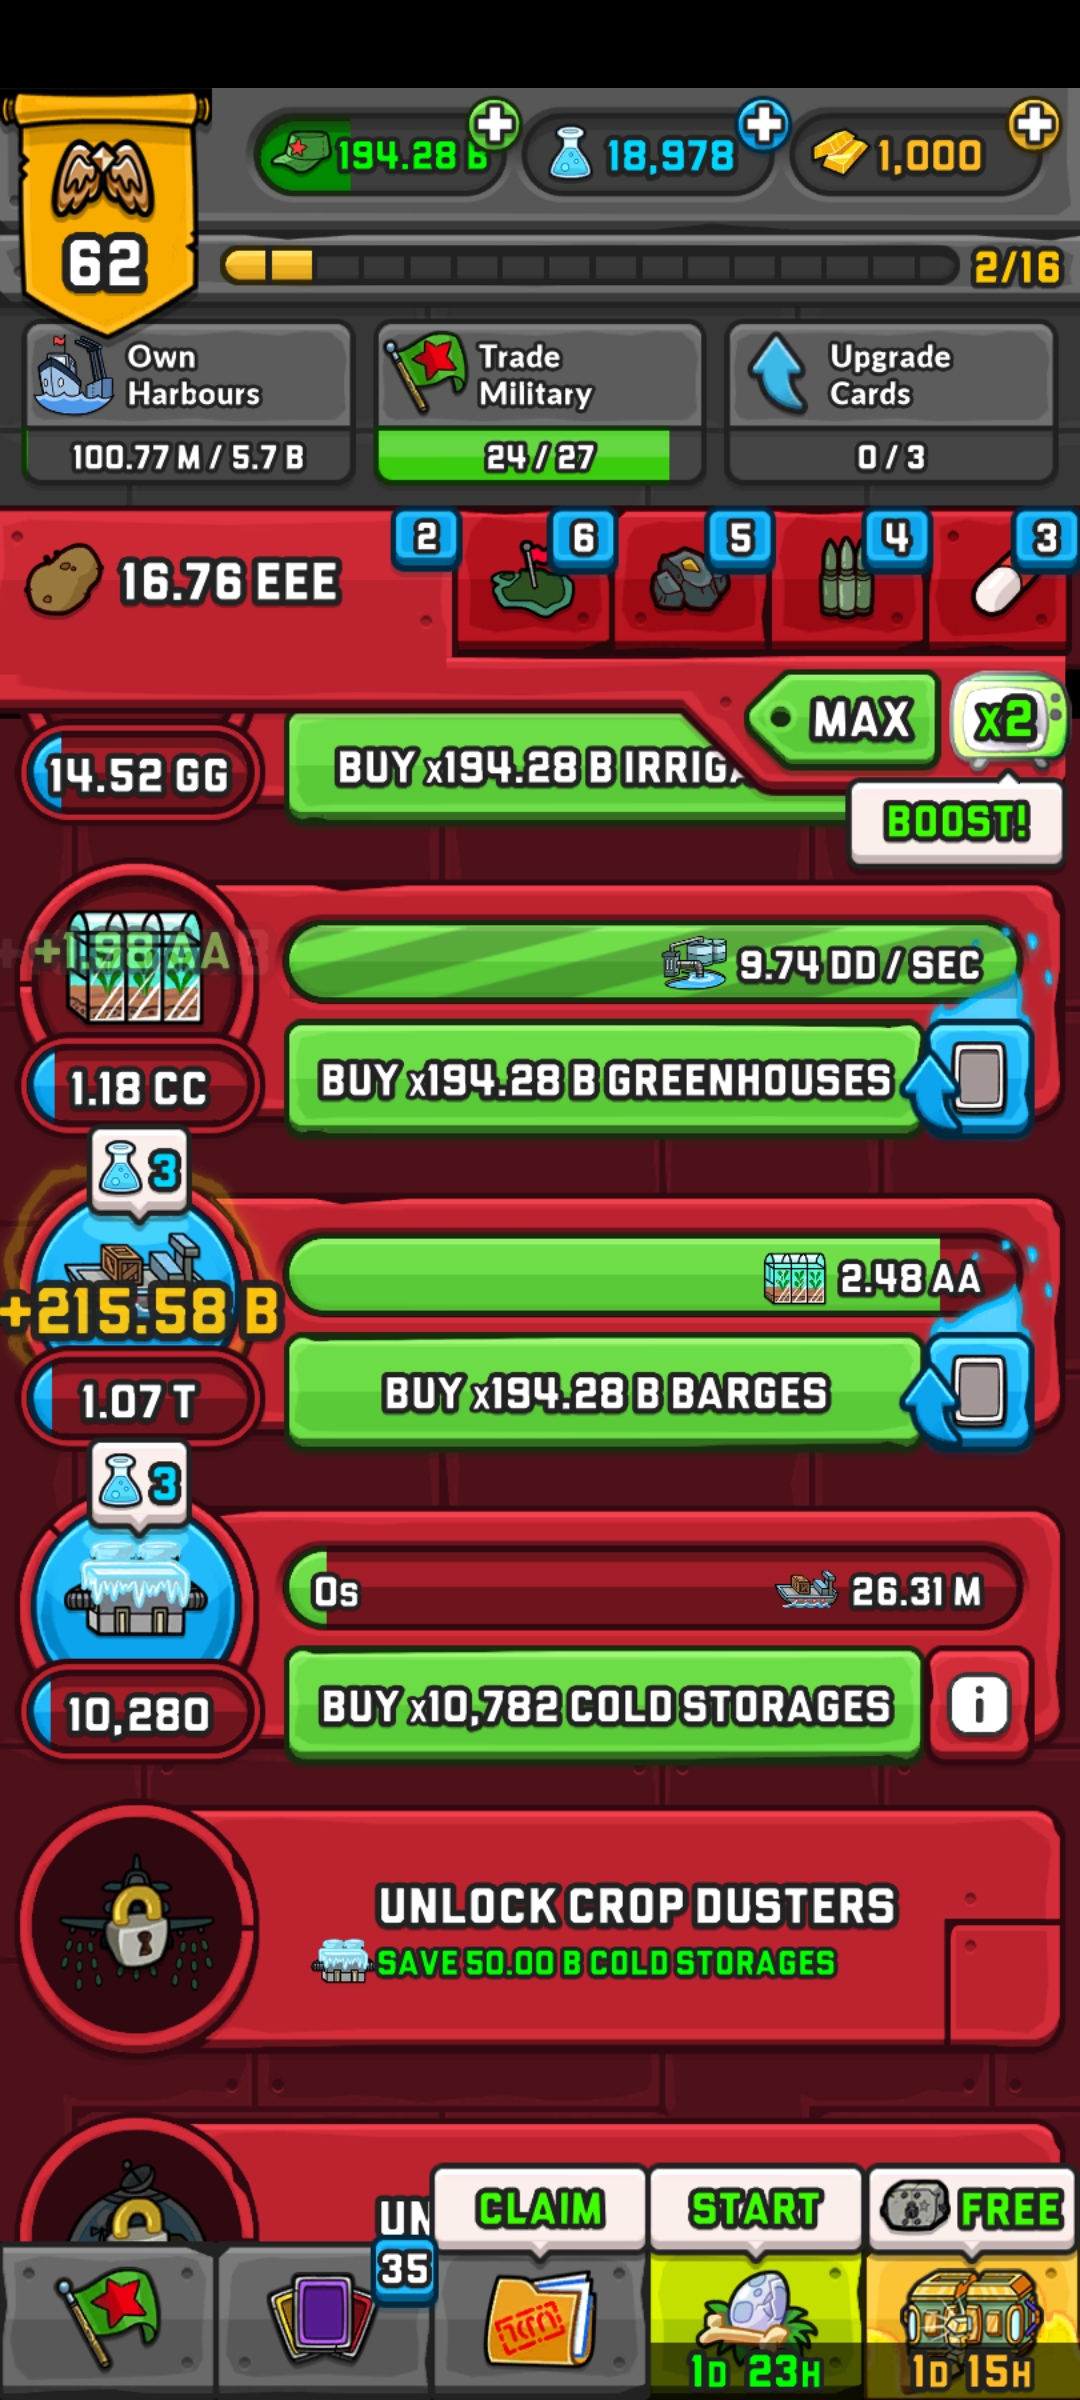 62
194.28 B
18,978
1,000
2/16
Own
Harbours
100.77 M / 5.7 B
Trade
Military
24 / 27
Upgrade
Cards
0 / 3
16.76 EEE
2
6
5
4
3
MAX
x2
BOOST!
14.52 GG
BUY x194.28 B
+1.98 AA
9.74 DD / SEC
1.18 CC
BUY x194.28 B GREENHOUSES
3
+215.58 B
2.48 AA
1.07 T
BUY x194.28 B BARGES
3
0s
26.31 M
10,280
BUY x10,782 COLD STORAGES
i
UNLOCK CROP DUSTERS
SAVE 50.00 B COLD STORAGES
CLAIM
START
FREE
35
1D 23H
1D 15H